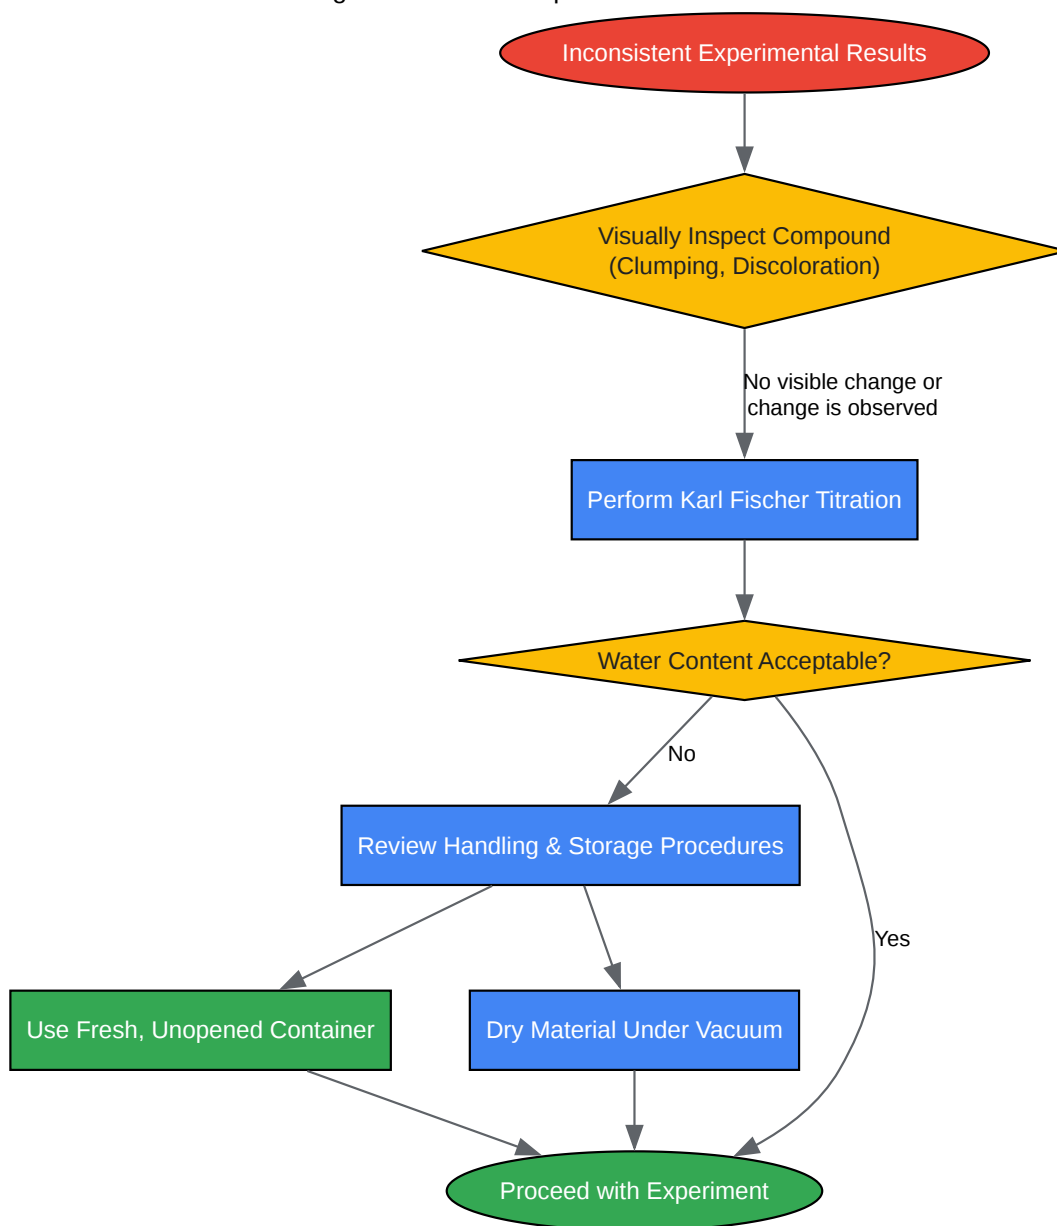 Inconsistent Experimental Results
Visually Inspect Compound
(Clumping, Discoloration)
No visible change or
change is observed
Perform Karl Fischer Titration
Water Content Acceptable?
No
Review Handling & Storage Procedures
Yes
Use Fresh, Unopened Container
Dry Material Under Vacuum
Proceed with Experiment